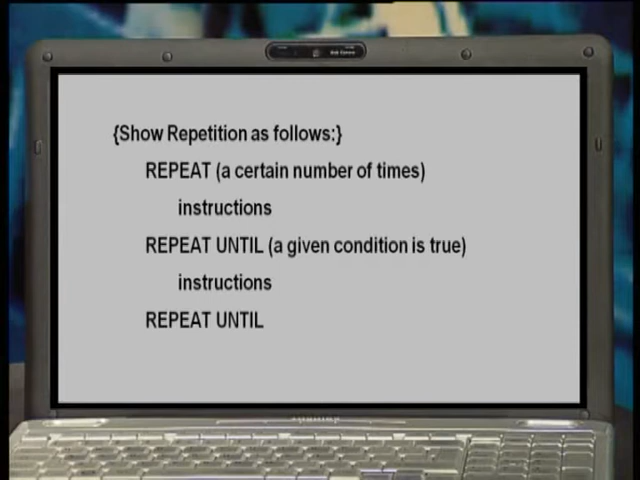 {Show Repetition as follows:}
REPEAT (a certain number of times)
instructions
REPEAT UNTIL (a given condition is true)
instructions
REPEAT UNTIL